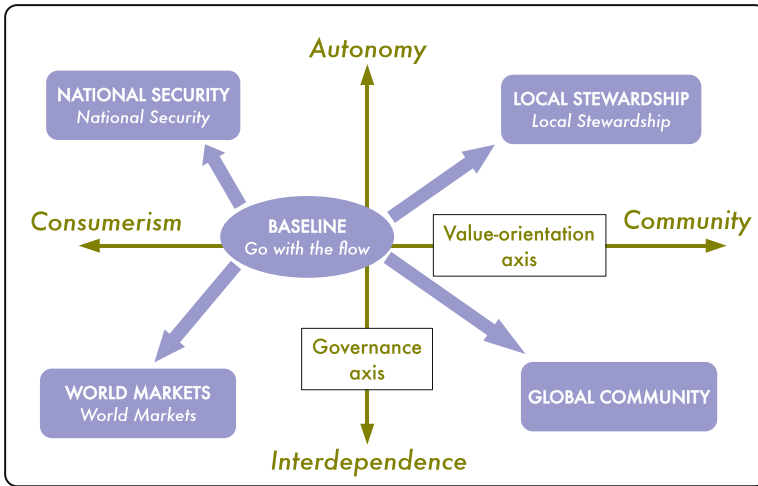 Autonomy
NATIONAL SECURITY
National Security
LOCAL STEWARDSHIP
Local Stewardship
Consumerism
BASELINE
Go with the flow
Value-orientation
axis
Community
Governance
axis
WORLD MARKETS
World Markets
GLOBAL COMMUNITY
Interdependence